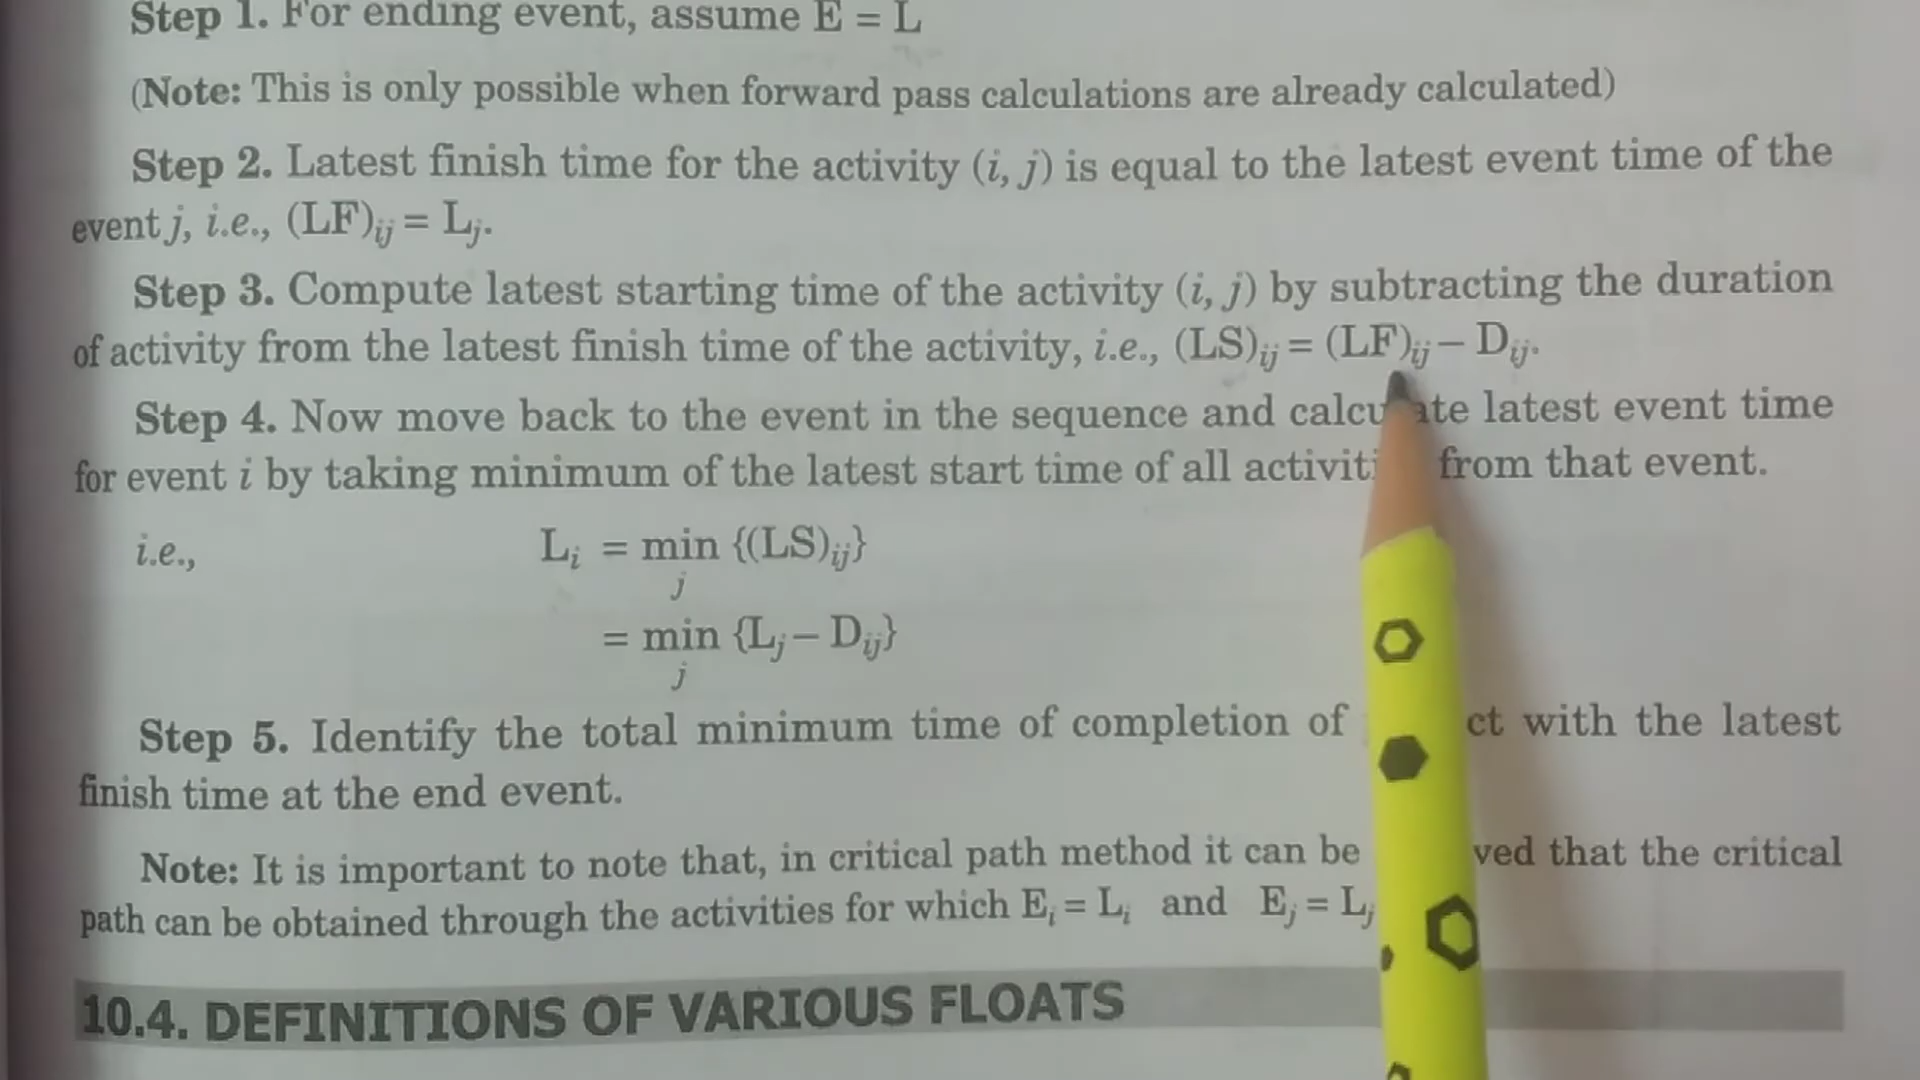 Step 1. For ending event, assume E = L
(Note: This is only possible when forward pass calculations are already calculated)
Step 2. Latest finish time for the activity (i, j) is equal to the latest event time of the
event j, i.e., (LF)ij = Lj.
Step 3. Compute latest starting time of the activity (i, j) by subtracting the duration
of activity from the latest finish time of the activity, i.e., (LS)ij = (LF)ij – Dij.
Step 4. Now move back to the event in the sequence and latest event time
for event i by taking minimum of the latest start time of all from that event.
i.e., Li = min {(LS)ij}
j
= min {Lj – Dij}
j
Step 5. Identify the total minimum time of completion of with the latest
finish time at the end event.
Note: It is important to note that, in critical path method it can be that the critical
path can be obtained through the activities for which Ei = Li and Ej = Lj
10.4. DEFINITIONS OF VARIOUS FLOATS